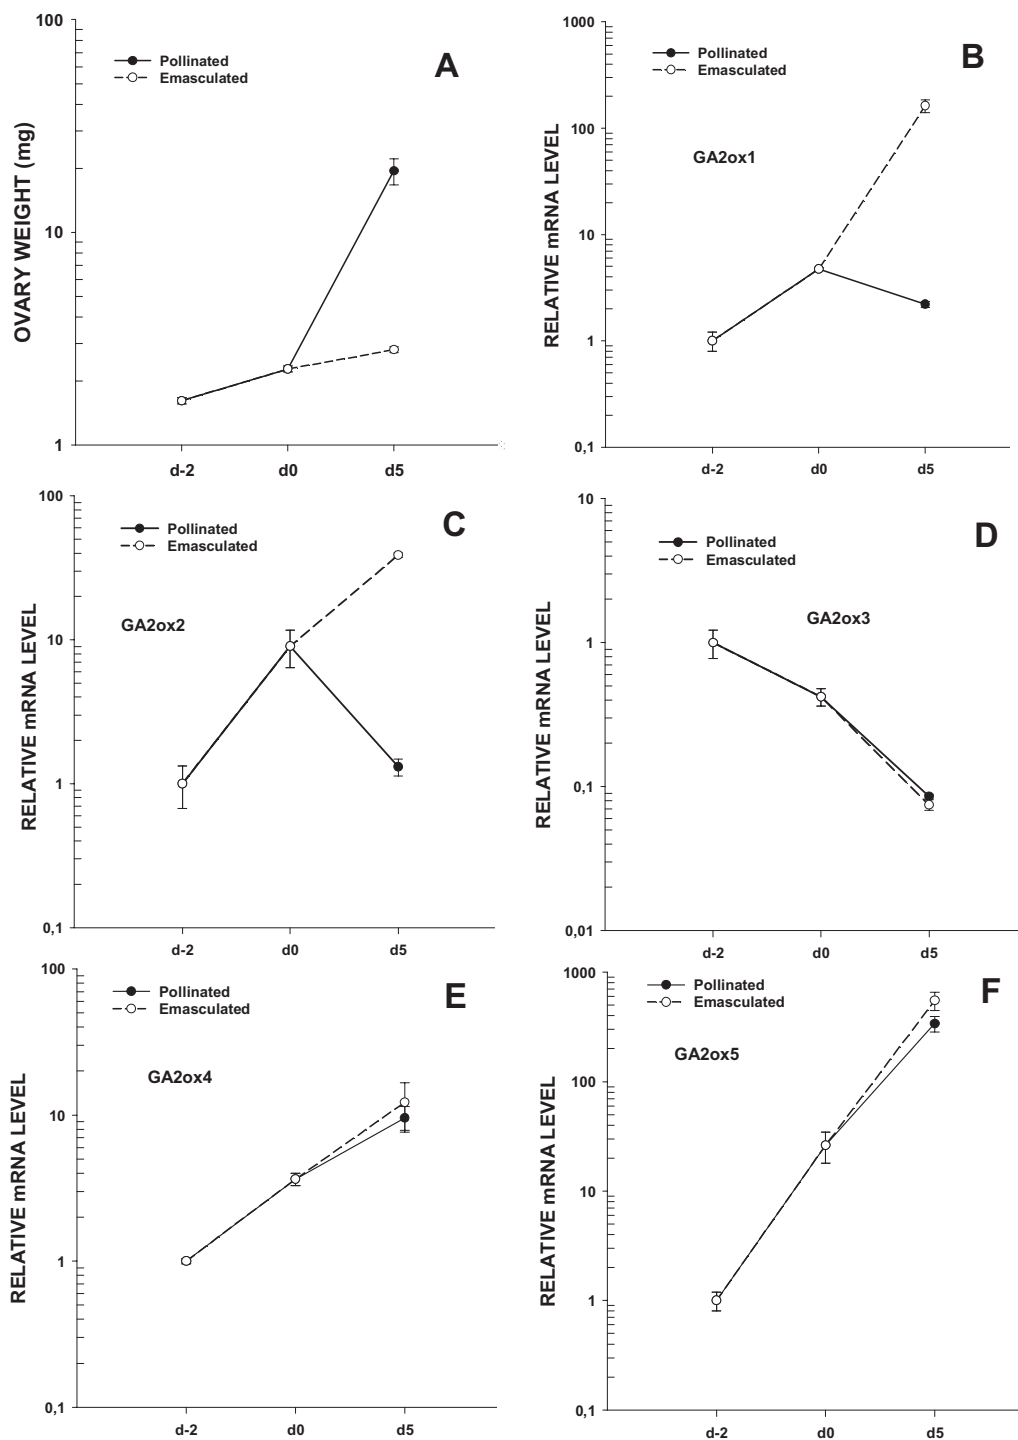 A
Pollinated
Emasculated
OVARY WEIGHT (mg)
100
10
1
d-2 d0 d5
B
Pollinated
Emasculated
GA2ox1
RELATIVE mRNA LEVEL
1000
100
10
1
0,1
d-2 d0 d5
C
Pollinated
Emasculated
GA2ox2
RELATIVE mRNA LEVEL
100
10
1
0,1
d-2 d0 d5
D
Pollinated
Emasculated
GA2ox3
RELATIVE mRNA LEVEL
10
1
0,1
0,01
d-2 d0 d5
E
Pollinated
Emasculated
GA2ox4
RELATIVE mRNA LEVEL
100
10
1
0,1
d-2 d0 d5
F
Pollinated
Emasculated
GA2ox5
RELATIVE mRNA LEVEL
1000
100
10
1
0,1
d-2 d0 d5